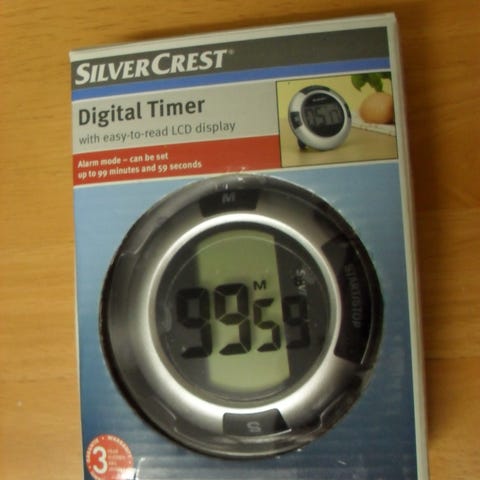 SILVERCREST®
Digital Timer
with easy-to-read LCD display
Alarm mode – can be set
up to 99 minutes and 59 seconds
M
M
99 59
START/STOP
S
WARRANTY
3